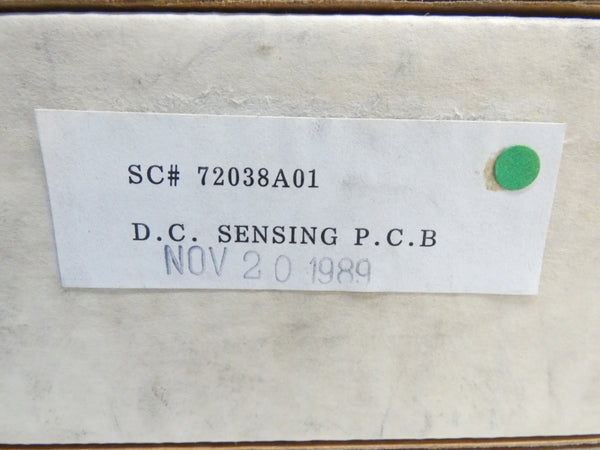 SC# 72038A01
D.C. SENSING P.C.B
NOV 20 1989